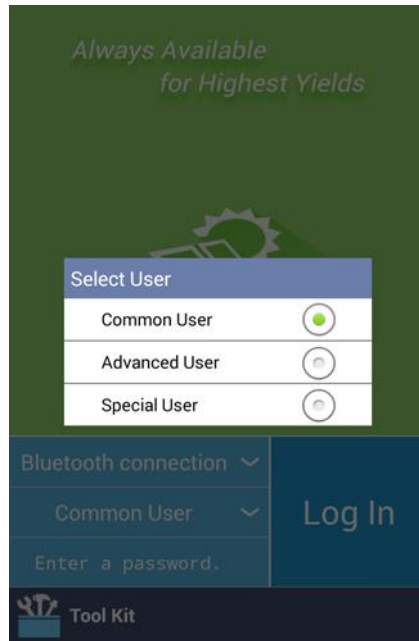 Always Available
for Highest Yields
Select User
Common User
Advanced User
Special User
Bluetooth connection
Common User
Log In
Enter a password.
Tool Kit